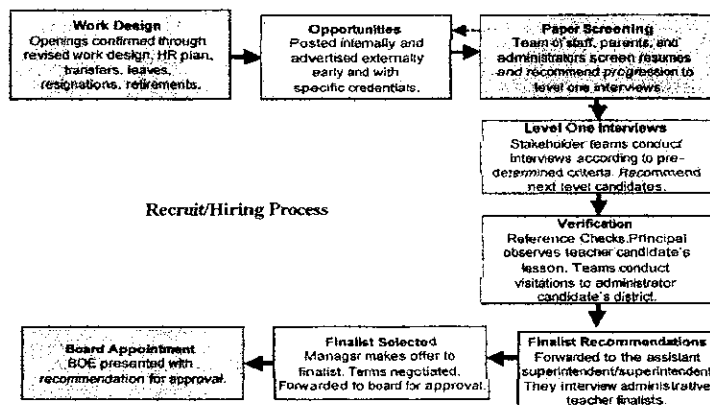 Work Design
Openings confirmed through
revised work design, HR plan,
transfers, leaves,
resignations, retirements.
Opportunities
Posted internally and
advertised externally
early and with
specific credentials.
Paper Screening
Team of staff, parents, and
administrators screen resumes
and recommend progression to
level one interviews.
Level One Interviews
Stakeholder teams conduct
Interviews according to pre-
determined criteria. Recommend
next level candidates.
Recruit/Hiring Process
Verification
Reference Checks.Principal
observes teacher candidate's
lesson. Teams conduct
visitations to administrator
candidate's district.
Board Appointment
BOE presented with
recommendation for approval.
Finalist Selected
Manager makes offer to
finalist. Terms negotiated.
Forwarded to board for approval.
Finalist Recommendations
Forwarded to the assistant
superintendent/superintendent.
They interview administrative
teacher finalists.